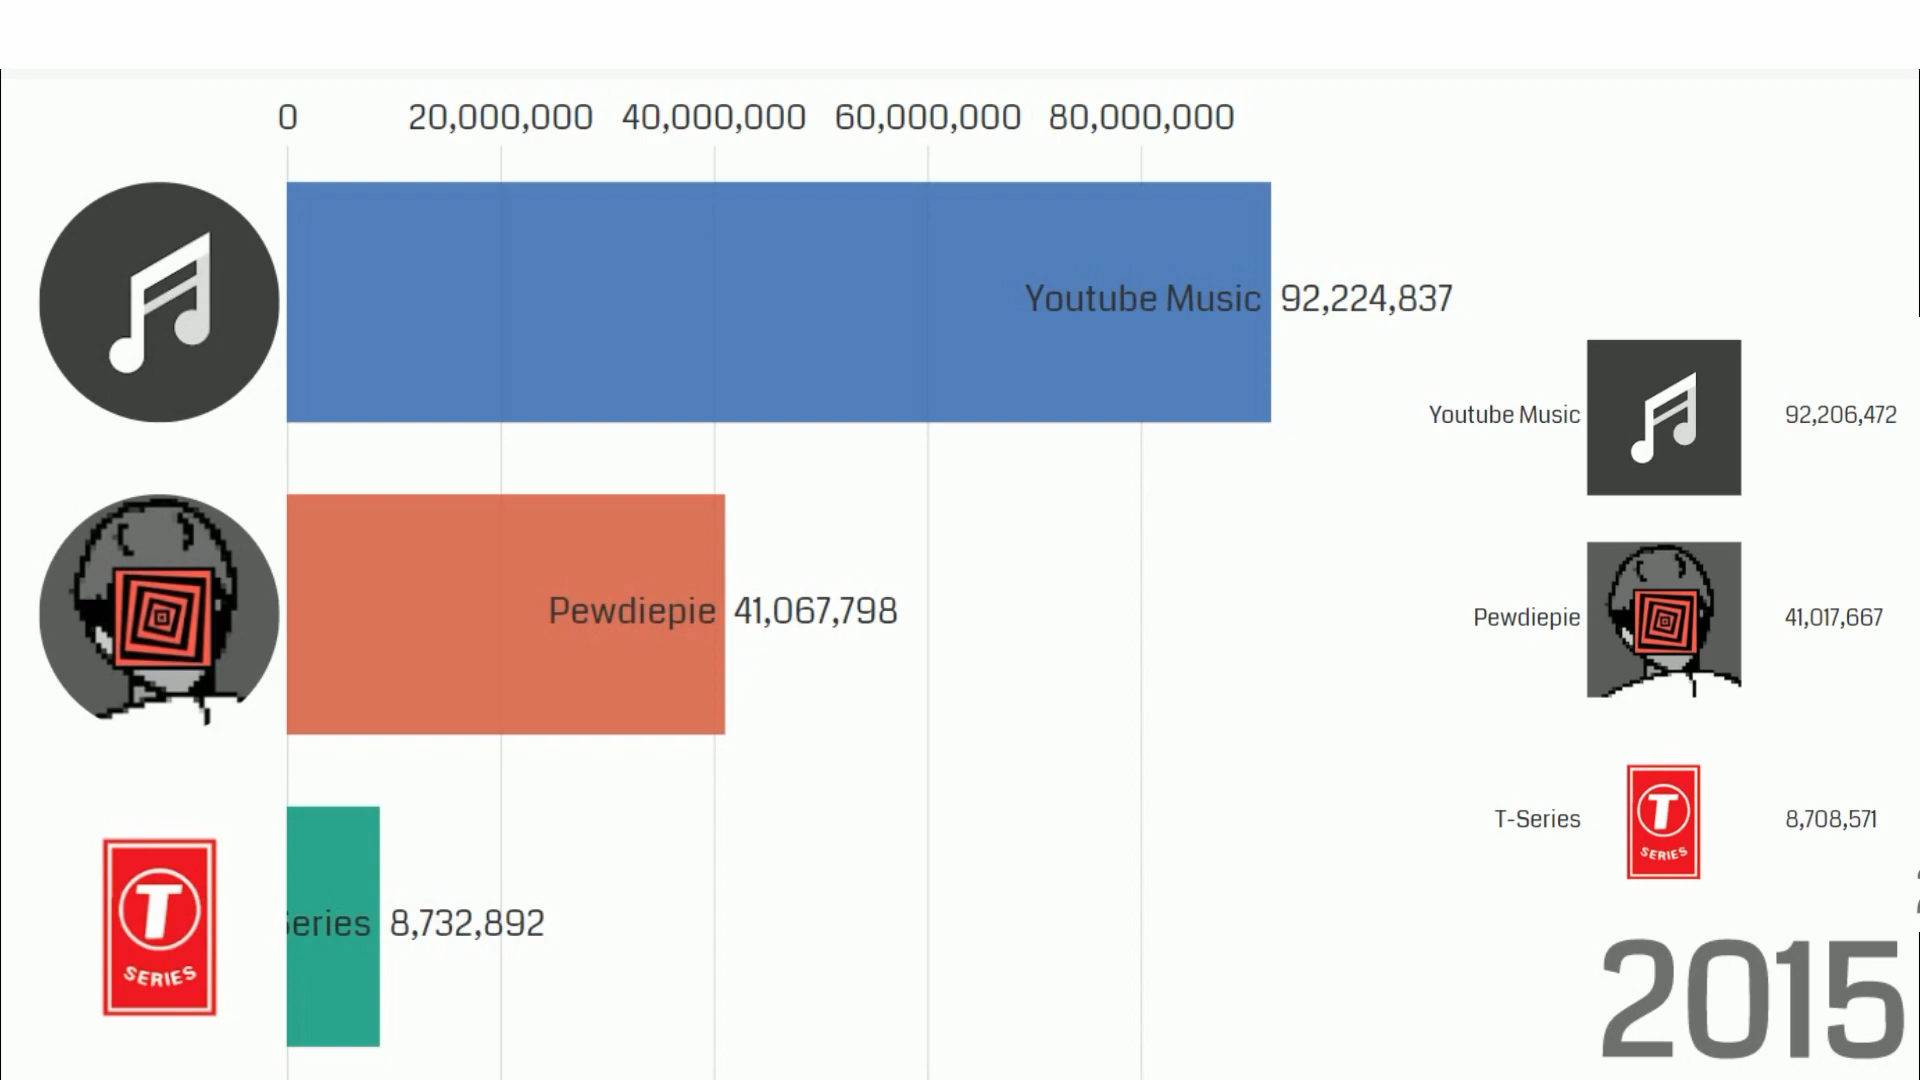 0 20,000,000 40,000,000 60,000,000 80,000,000
Youtube Music 92,224,837
Youtube Music 92,206,472
Pewdiepie 41,067,798
Pewdiepie 41,017,667
T-Series 8,708,571
T
SERIES
Series 8,732,892
T
SERIES
2015